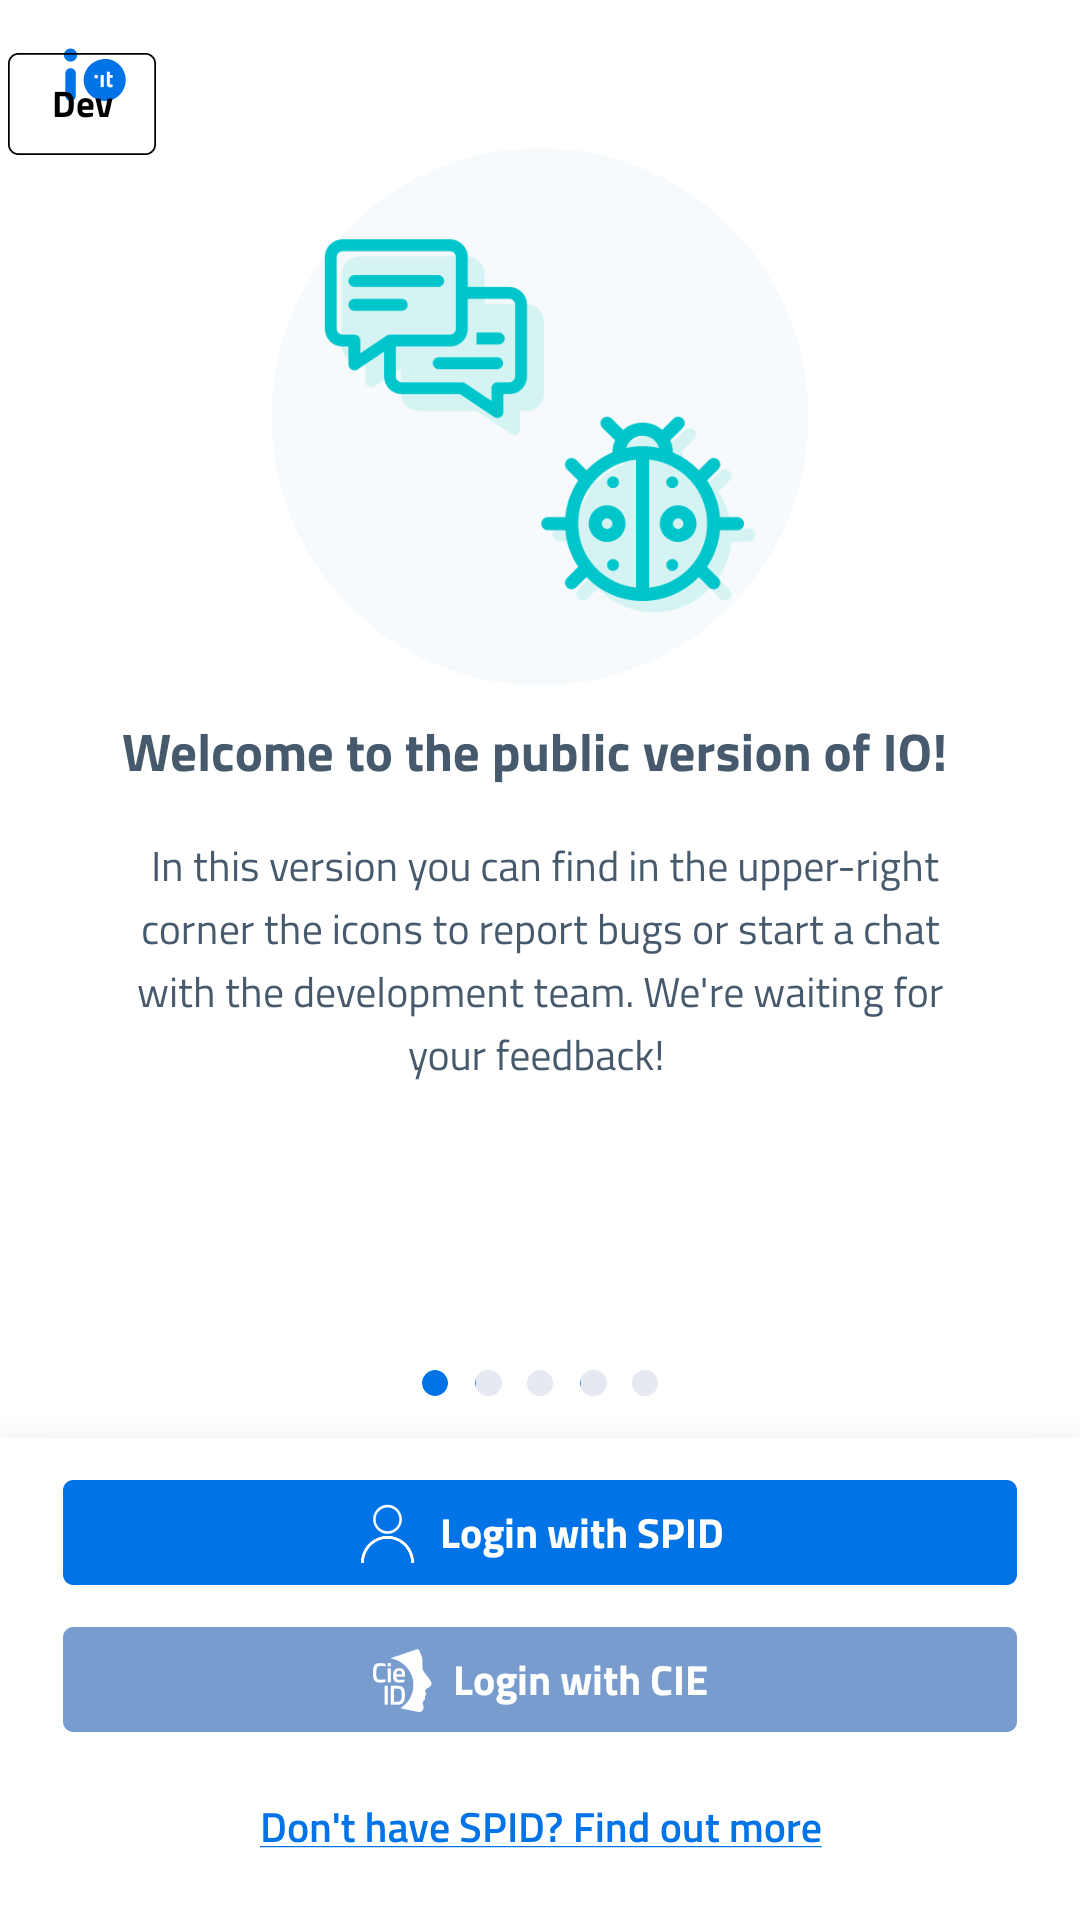 it
Dev
Welcome to the public version of IO!
In this version you can find in the upper-right
corner the icons to report bugs or start a chat
with the development team. We're waiting for
your feedback!
Login with SPID
Cie
ID
Login with CIE
Don't have SPID? Find out more